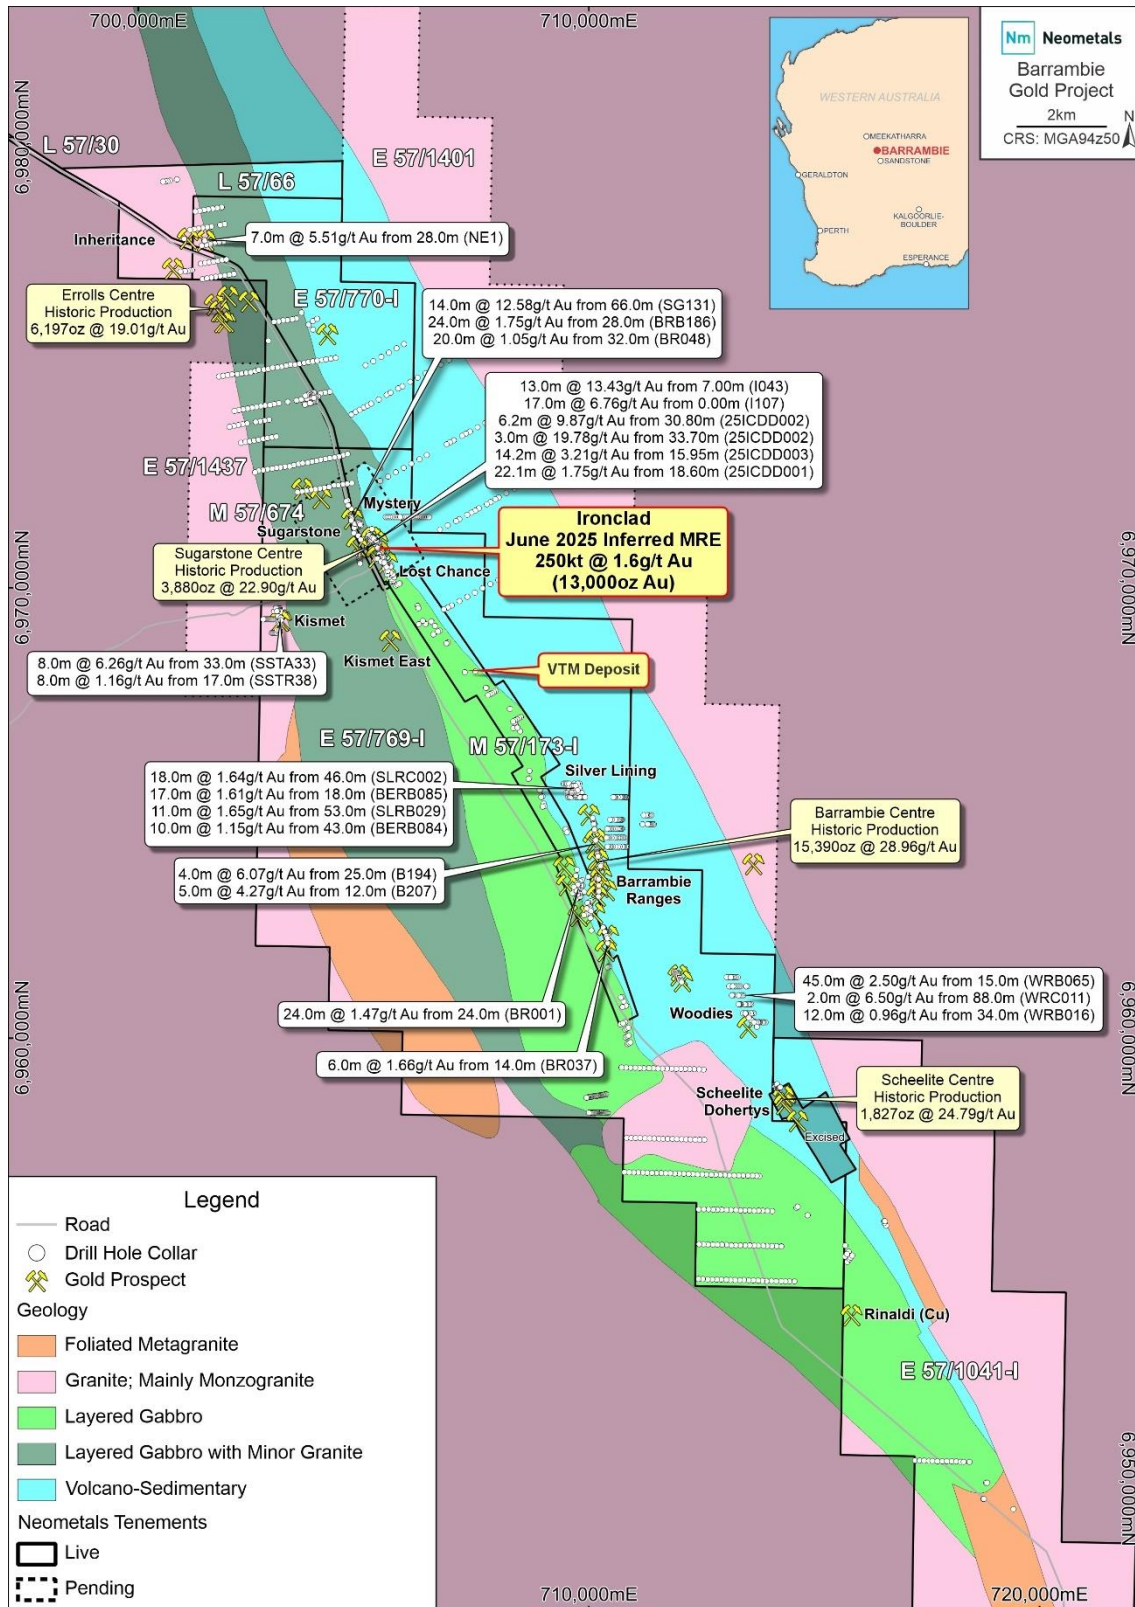 700,000mE
710,000mE
Nm Neometals
Barrambie
Gold Project
2km
N
CRS: MGA94z50
WESTERN AUSTRALIA
MEEKATHARRA
BARRAMBIE
SANDSTONE
GERALDTON
KALGOORLIE-
BOULDER
PERTH
ESPERANCE
6,980,000mN
L 57/30
E 57/1401
L 57/66
Inheritance
7.0m @ 5.51g/t Au from 28.0m (NE1)
Errolls Centre
Historic Production
6,197oz @ 19.01g/t Au
E 57/770-I
14.0m @ 12.58g/t Au from 66.0m (SG131)
24.0m @ 1.75g/t Au from 28.0m (BRB186)
20.0m @ 1.05g/t Au from 32.0m (BR048)
13.0m @ 13.43g/t Au from 7.00m (I043)
17.0m @ 6.76g/t Au from 0.00m (I107)
6.2m @ 9.87g/t Au from 30.80m (25ICDD002)
3.0m @ 19.78g/t Au from 33.70m (25ICDD002)
14.2m @ 3.21g/t Au from 15.95m (25ICDD003)
22.1m @ 1.75g/t Au from 18.60m (25ICDD001)
E 57/1437
M 57/674
Mystery
Sugarstone
Ironclad
June 2025 Inferred MRE
250kt @ 1.6g/t Au
(13,000oz Au)
Sugarstone Centre
Historic Production
3,880oz @ 22.90g/t Au
Lost Chance
6,970,000mN
6,970,000mN
Kismet
Kismet East
8.0m @ 6.26g/t Au from 33.0m (SSTA33)
8.0m @ 1.16g/t Au from 17.0m (SSTR38)
VTM Deposit
E 57/769-I
M 57/173-I
Silver Lining
18.0m @ 1.64g/t Au from 46.0m (SLRC002)
17.0m @ 1.61g/t Au from 18.0m (BERB085)
11.0m @ 1.65g/t Au from 53.0m (SLRB029)
10.0m @ 1.15g/t Au from 43.0m (BERB084)
Barrambie Centre
Historic Production
15,390oz @ 28.96g/t Au
4.0m @ 6.07g/t Au from 25.0m (B194)
5.0m @ 4.27g/t Au from 12.0m (B207)
Barrambie
Ranges
45.0m @ 2.50g/t Au from 15.0m (WRB065)
2.0m @ 6.50g/t Au from 88.0m (WRC011)
12.0m @ 0.96g/t Au from 34.0m (WRB016)
24.0m @ 1.47g/t Au from 24.0m (BR001)
Woodies
6,960,000mN
6,960,000mN
6.0m @ 1.66g/t Au from 14.0m (BR037)
Scheelite
Dohertys
Scheelite Centre
Historic Production
1,827oz @ 24.79g/t Au
Excised
Rinaldi (Cu)
E 57/1041-I
6,950,000mN
Legend
Road
Drill Hole Collar
Gold Prospect
Geology
Foliated Metagranite
Granite; Mainly Monzogranite
Layered Gabbro
Layered Gabbro with Minor Granite
Volcano-Sedimentary
Neometals Tenements
Live
Pending
710,000mE
720,000mE